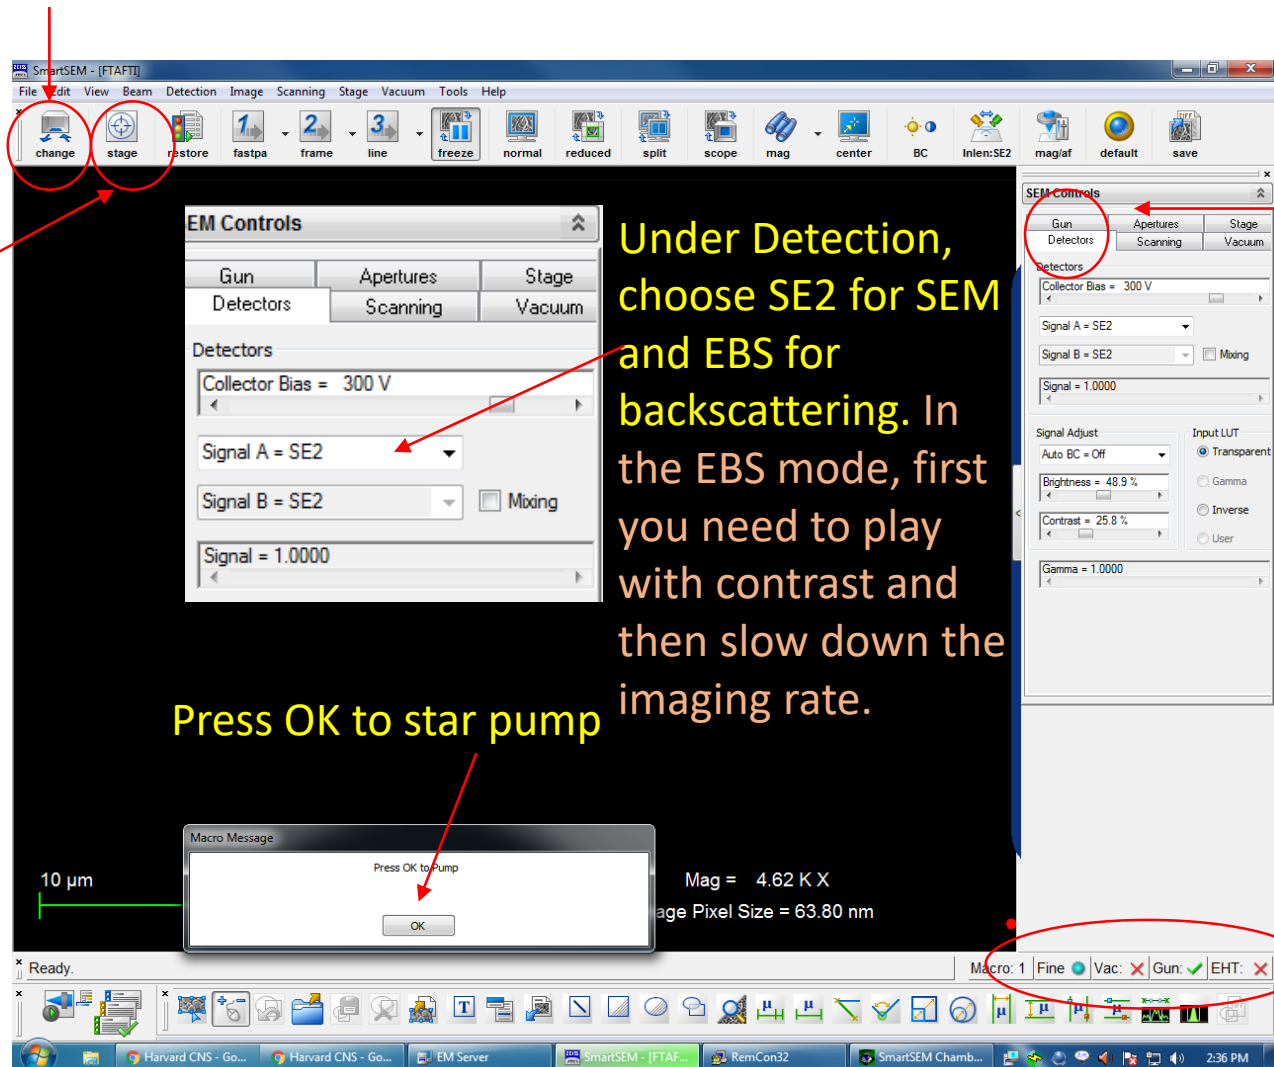 SmartSEM - [FTAFTI]
File Edit View Beam Detection Image Scanning Stage Vacuum Tools Help
change stage restore fastpa frame line freeze normal reduced split scope mag center BC Inlen:SE2 mag/af default save
EM Controls
Gun Apertures Stage
Detectors Scanning Vacuum
Detectors
Collector Bias = 300 V
Signal A = SE2
Signal B = SE2 Mixing
Signal = 1.0000
Under Detection,
choose SE2 for SEM
and EBS for
backscattering. In
the EBS mode, first
you need to play
with contrast and
then slow down the
imaging rate.
SEM Controls
Gun Apertures Stage
Detectors Scanning Vacuum
Detectors
Collector Bias = 300 V
Signal A = SE2
Signal B = SE2 Mixing
Signal = 1.0000
Signal Adjust Input LUT
Auto BC = Off Transparent
Brightness = 48.9 % Gamma
Inverse
Contrast = 25.8 %
User
Gamma = 1.0000
Press OK to star pump
Macro Message
Press OK to Pump
OK
10 µm
Mag = 4.62 K X
age Pixel Size = 63.80 nm
Ready. Macro: 1 Fine Vac: Gun: EHT:
Harvard CNS - Go... Harvard CNS - Go... EM Server SmartSEM - [FTAF... RemCon32 SmartSEM Chamb... 2:36 PM